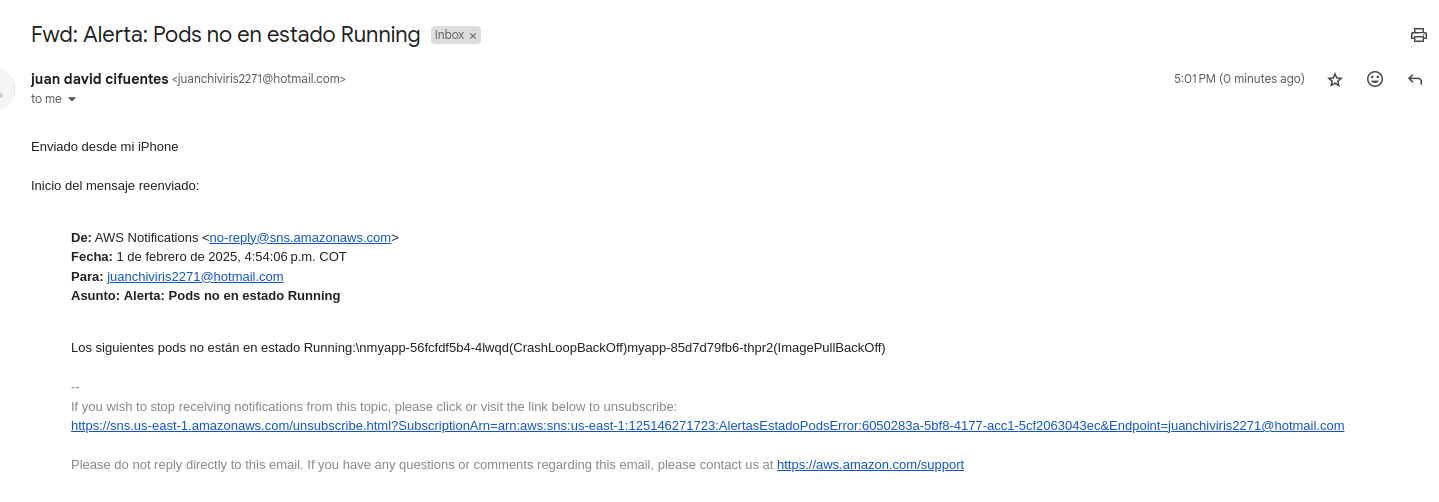 Fwd: Alerta: Pods no en estado Running Inbox ×
juan david cifuentes <juanchiviris2271@hotmail.com> 5:01 PM (0 minutes ago)
to me
Enviado desde mi iPhone
Inicio del mensaje reenviado:
De: AWS Notifications <no-reply@sns.amazonaws.com>
Fecha: 1 de febrero de 2025, 4:54:06 p.m. COT
Para: juanchiviris2271@hotmail.com
Asunto: Alerta: Pods no en estado Running
Los siguientes pods no están en estado Running:\nmyapp-56fcfdf5b4-4lwqd(CrashLoopBackOff)myapp-85d7d79fb6-thpr2(ImagePullBackOff)
--
If you wish to stop receiving notifications from this topic, please click or visit the link below to unsubscribe:
https://sns.us-east-1.amazonaws.com/unsubscribe.html?SubscriptionArn=arn:aws:sns:us-east-1:125146271723:AlertasEstadoPodsError:6050283a-5bf8-4177-acc1-5cf2063043ec&Endpoint=juanchiviris2271@hotmail.com
Please do not reply directly to this email. If you have any questions or comments regarding this email, please contact us at https://aws.amazon.com/support